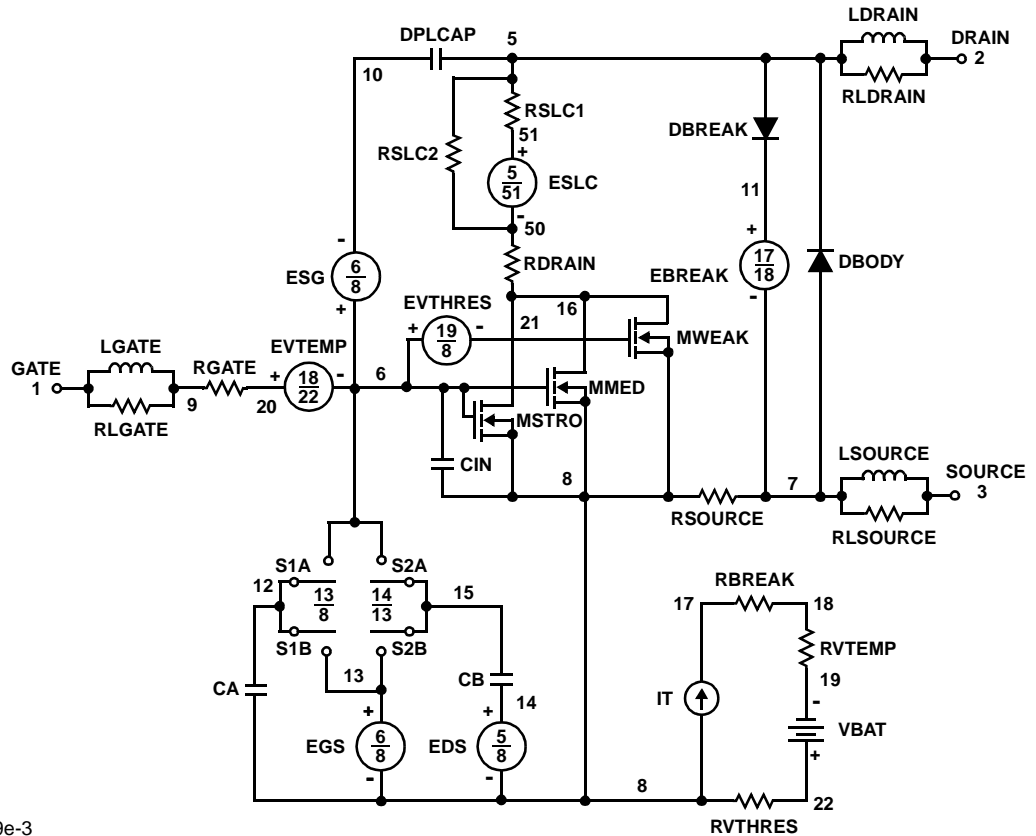 LDRAIN
DPLCAP
5
DRAIN
2
10
RLDRAIN
RSLC1
DBREAK
51
RSLC2
+
5
51
ESLC
11
-
50
-
+
RDRAIN
17
18
EBREAK
DBODY
ESG
6
8
EVTHRES
16
-
+
+
19
8
-
21
MWEAK
LGATE
EVTEMP
GATE
1
RGATE
+
18
22
-
6
MMED
9
20
MSTRO
RLGATE
LSOURCE
CIN
8
7
SOURCE
3
RSOURCE
RLSOURCE
S1A
S2A
12
13
8
14
13
15
RBREAK
17
18
S1B
S2B
RVTEMP
13
CB
CA
14
19
IT
-
+
+
VBAT
EGS
6
8
EDS
5
8
+
-
-
8
22
RVTHRES
9e-3